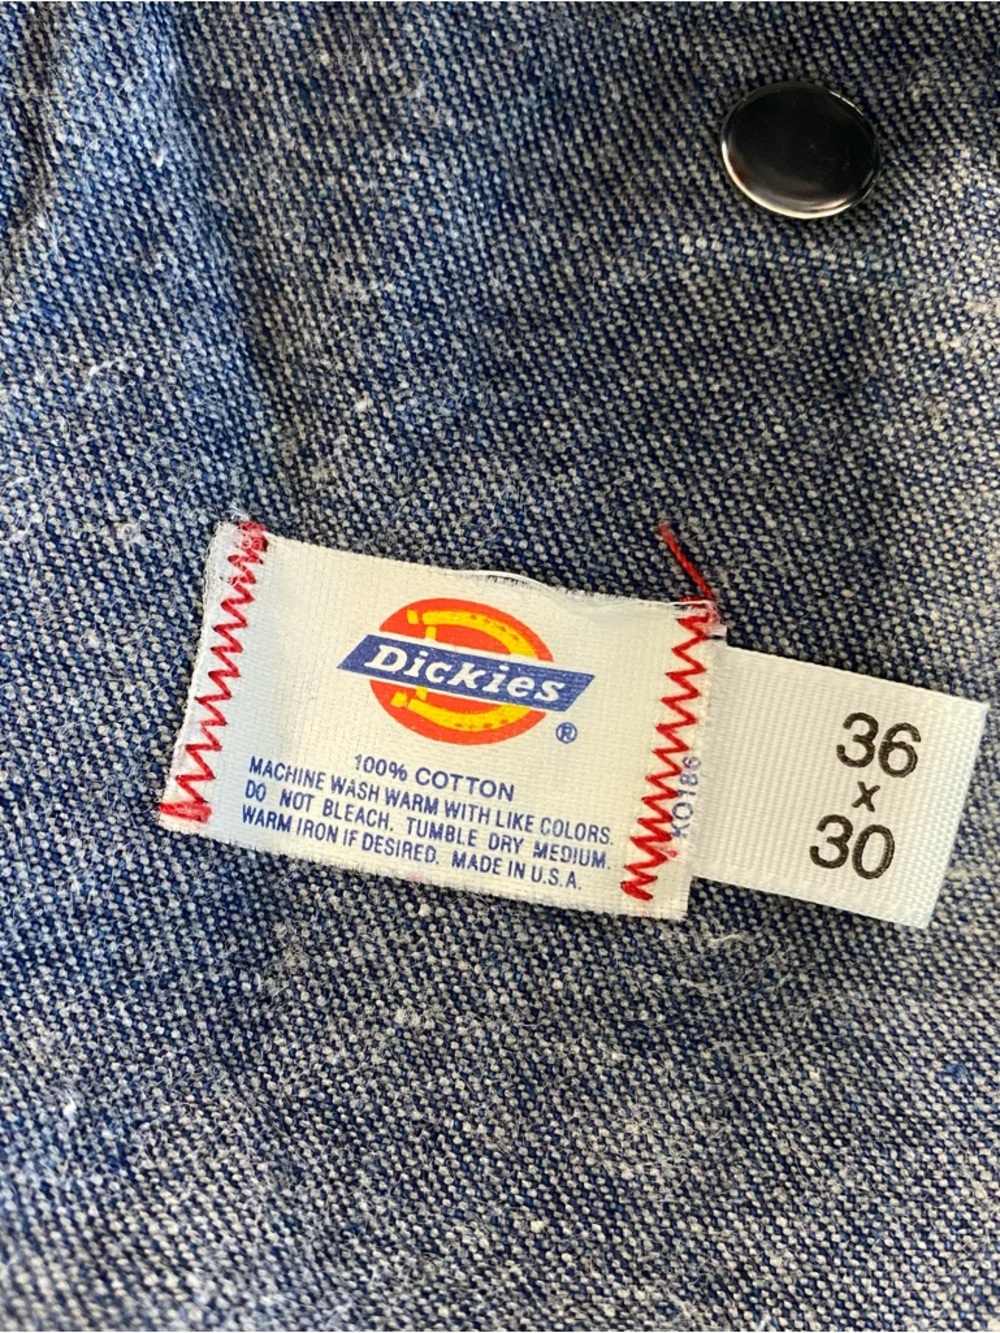 Dickies
®
100% COTTON
MACHINE WASH WARM WITH LIKE COLORS.
DO NOT BLEACH. TUMBLE DRY MEDIUM.
WARM IRON IF DESIRED. MADE IN U.S.A.
KO186
36
x
30